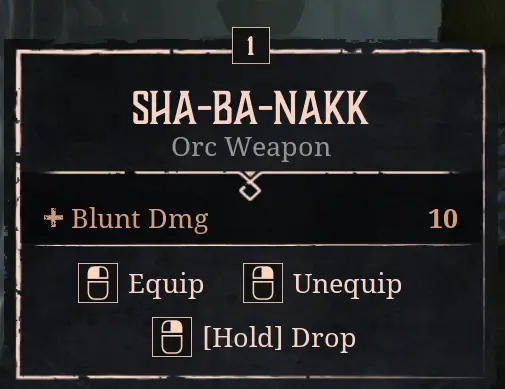 1
SHA-BA-NAKK
Orc Weapon
Blunt Dmg 10
Equip Unequip
[Hold] Drop